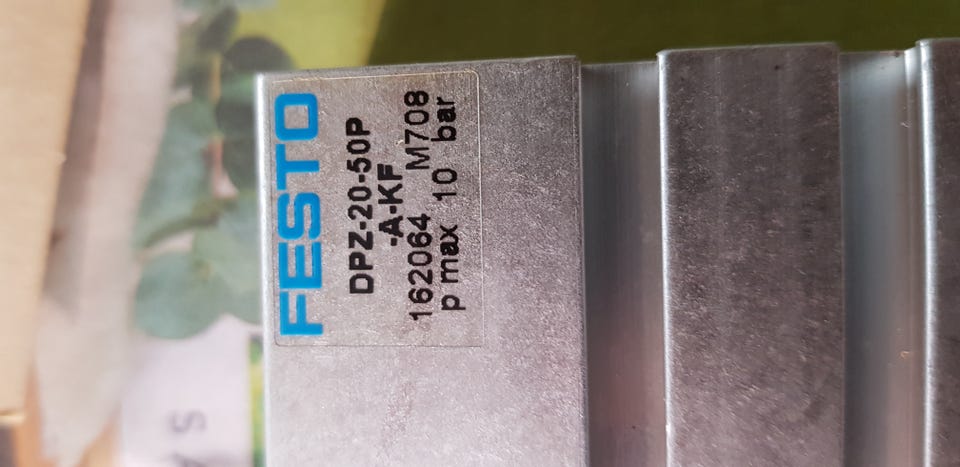 FESTO
DPZ-20-50P
-A-KF
162064 M708
p max 10 bar